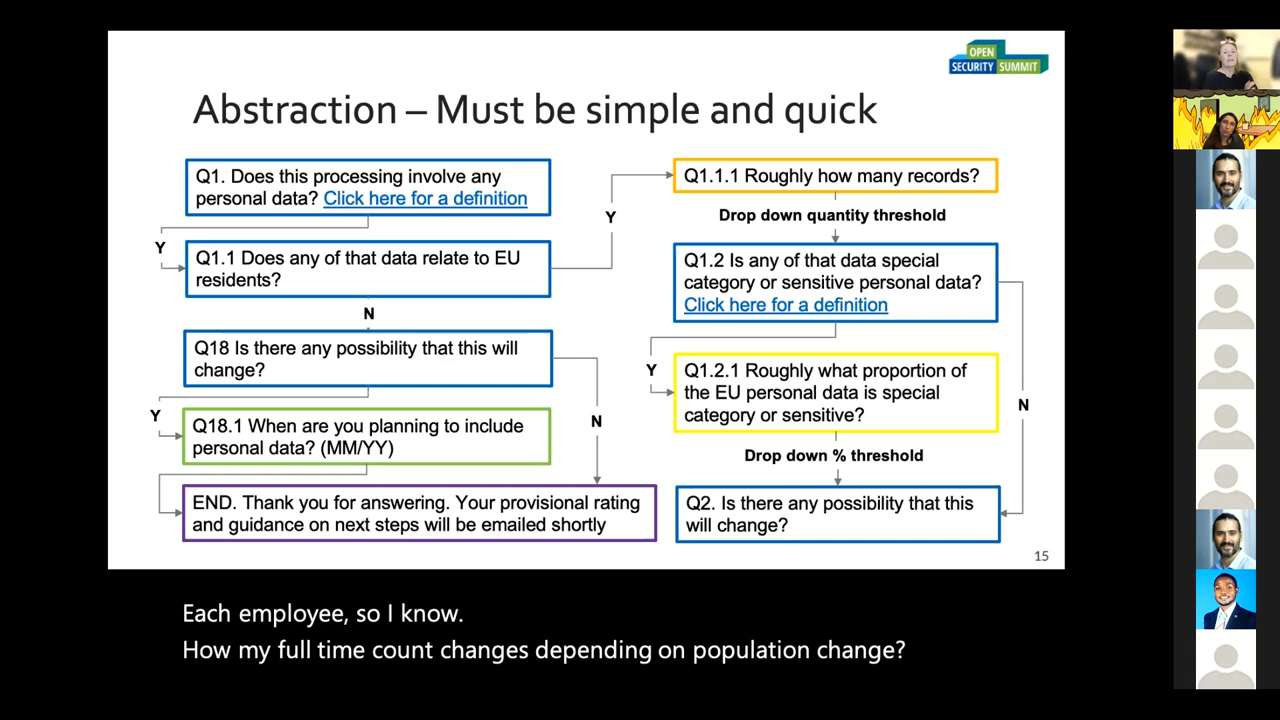 OPEN
SECURITY SUMMIT
Abstraction – Must be simple and quick
Q1. Does this processing involve any
personal data? Click here for a definition
Y
Q1.1 Does any of that data relate to EU
residents?
N
Q18 Is there any possibility that this will
change?
Y
Q18.1 When are you planning to include
personal data? (MM/YY)
N
END. Thank you for answering. Your provisional rating
and guidance on next steps will be emailed shortly
Y
Q1.1.1 Roughly how many records?
Drop down quantity threshold
Q1.2 Is any of that data special
category or sensitive personal data?
Click here for a definition
Y
Q1.2.1 Roughly what proportion of
the EU personal data is special
category or sensitive?
N
Drop down % threshold
Q2. Is there any possibility that this
will change?
15
Each employee, so I know.
How my full time count changes depending on population change?